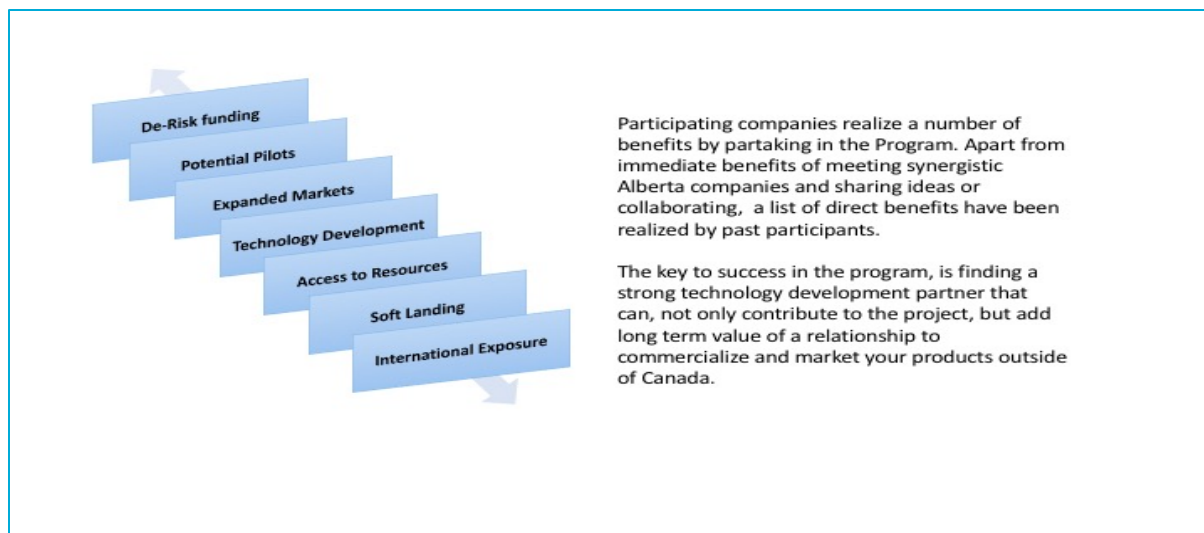 De-Risk funding
Potential Pilots
Expanded Markets
Technology Development
Access to Resources
Soft Landing
International Exposure
Participating companies realize a number of
benefits by partaking in the Program. Apart from
immediate benefits of meeting synergistic
Alberta companies and sharing ideas or
collaborating,  a list of direct benefits have been
realized by past participants.
The key to success in the program, is finding a
strong technology development partner that
can, not only contribute to the project, but add
long term value of a relationship to
commercialize and market your products outside
of Canada.